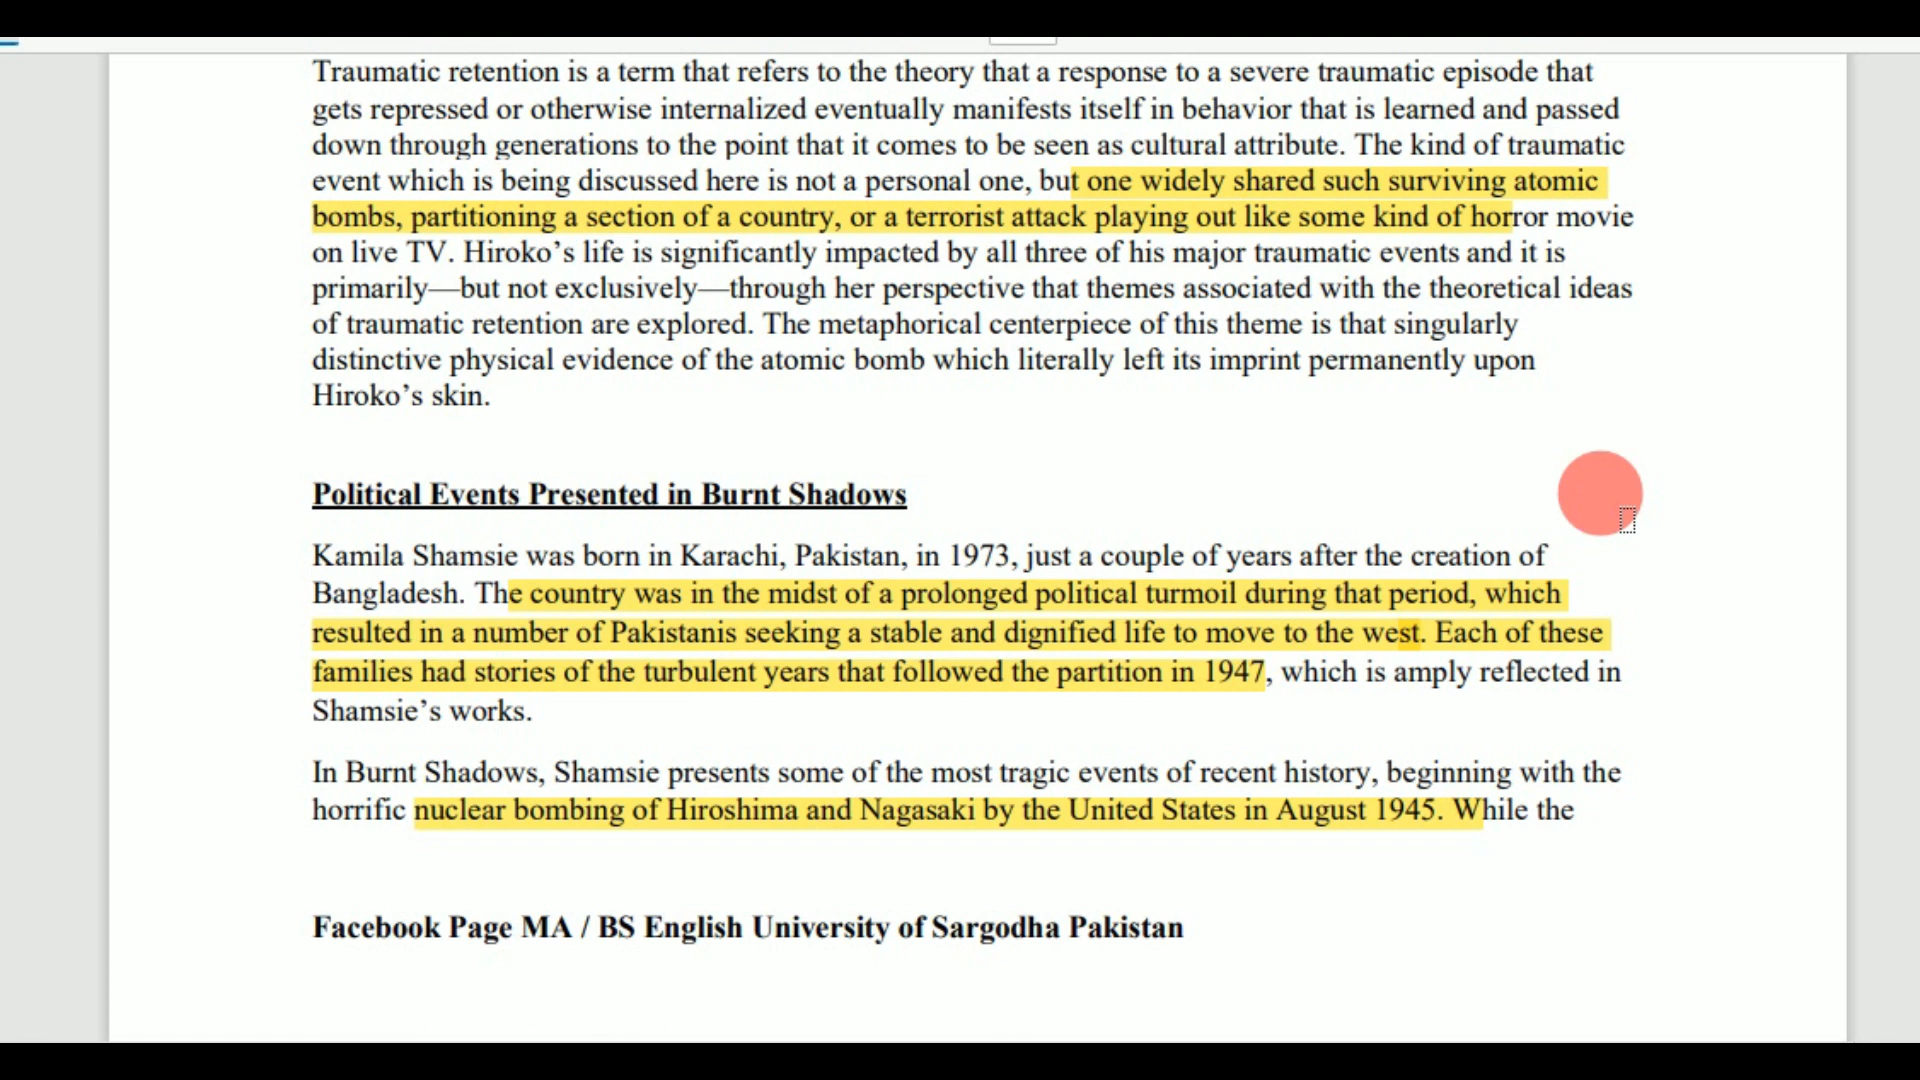 Traumatic retention is a term that refers to the theory that a response to a severe traumatic episode that
gets repressed or otherwise internalized eventually manifests itself in behavior that is learned and passed
down through generations to the point that it comes to be seen as cultural attribute. The kind of traumatic
event which is being discussed here is not a personal one, but one widely shared such surviving atomic
bombs, partitioning a section of a country, or a terrorist attack playing out like some kind of horror movie
on live TV. Hiroko’s life is significantly impacted by all three of his major traumatic events and it is
primarily—but not exclusively—through her perspective that themes associated with the theoretical ideas
of traumatic retention are explored. The metaphorical centerpiece of this theme is that singularly
distinctive physical evidence of the atomic bomb which literally left its imprint permanently upon
Hiroko’s skin.
Political Events Presented in Burnt Shadows
Kamila Shamsie was born in Karachi, Pakistan, in 1973, just a couple of years after the creation of
Bangladesh. The country was in the midst of a prolonged political turmoil during that period, which
resulted in a number of Pakistanis seeking a stable and dignified life to move to the west. Each of these
families had stories of the turbulent years that followed the partition in 1947, which is amply reflected in
Shamsie’s works.
In Burnt Shadows, Shamsie presents some of the most tragic events of recent history, beginning with the
horrific nuclear bombing of Hiroshima and Nagasaki by the United States in August 1945. While the
Facebook Page MA / BS English University of Sargodha Pakistan